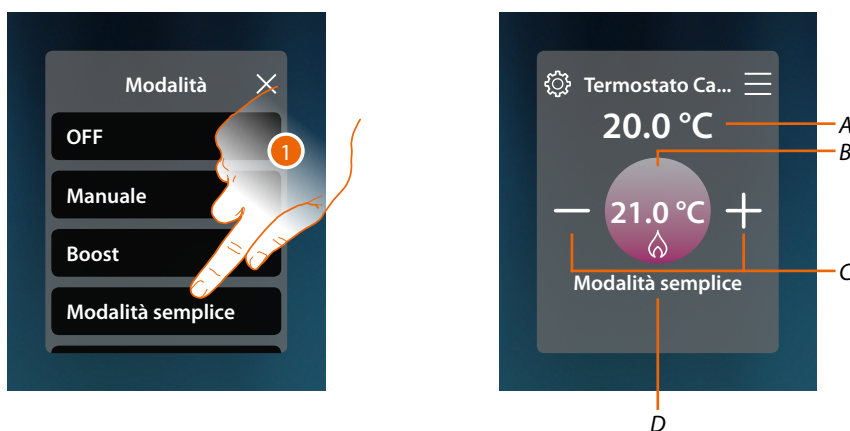 Modalità
OFF
1
Manuale
Boost
Modalità semplice
Termostato Ca...
20.0 °C
A
B
21.0 °C
C
Modalità semplice
D